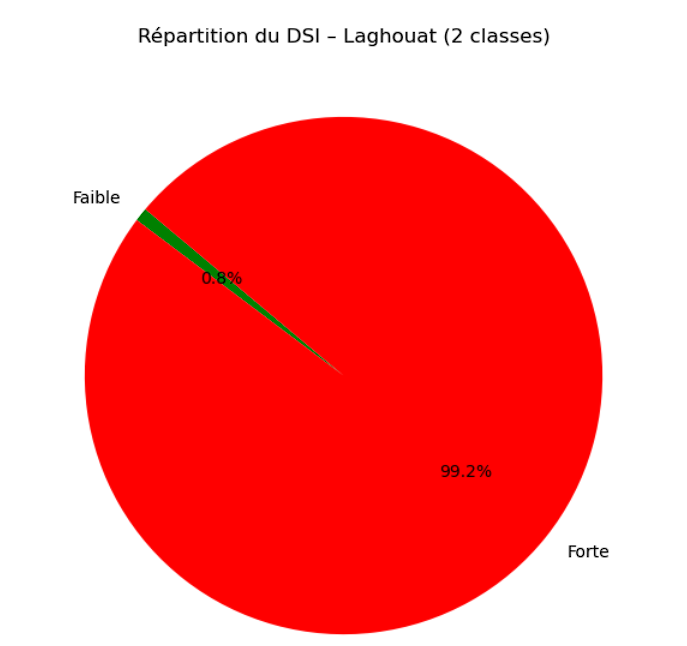 Répartition du DSI – Laghouat (2 classes)
Faible
0.8%
99.2%
Forte